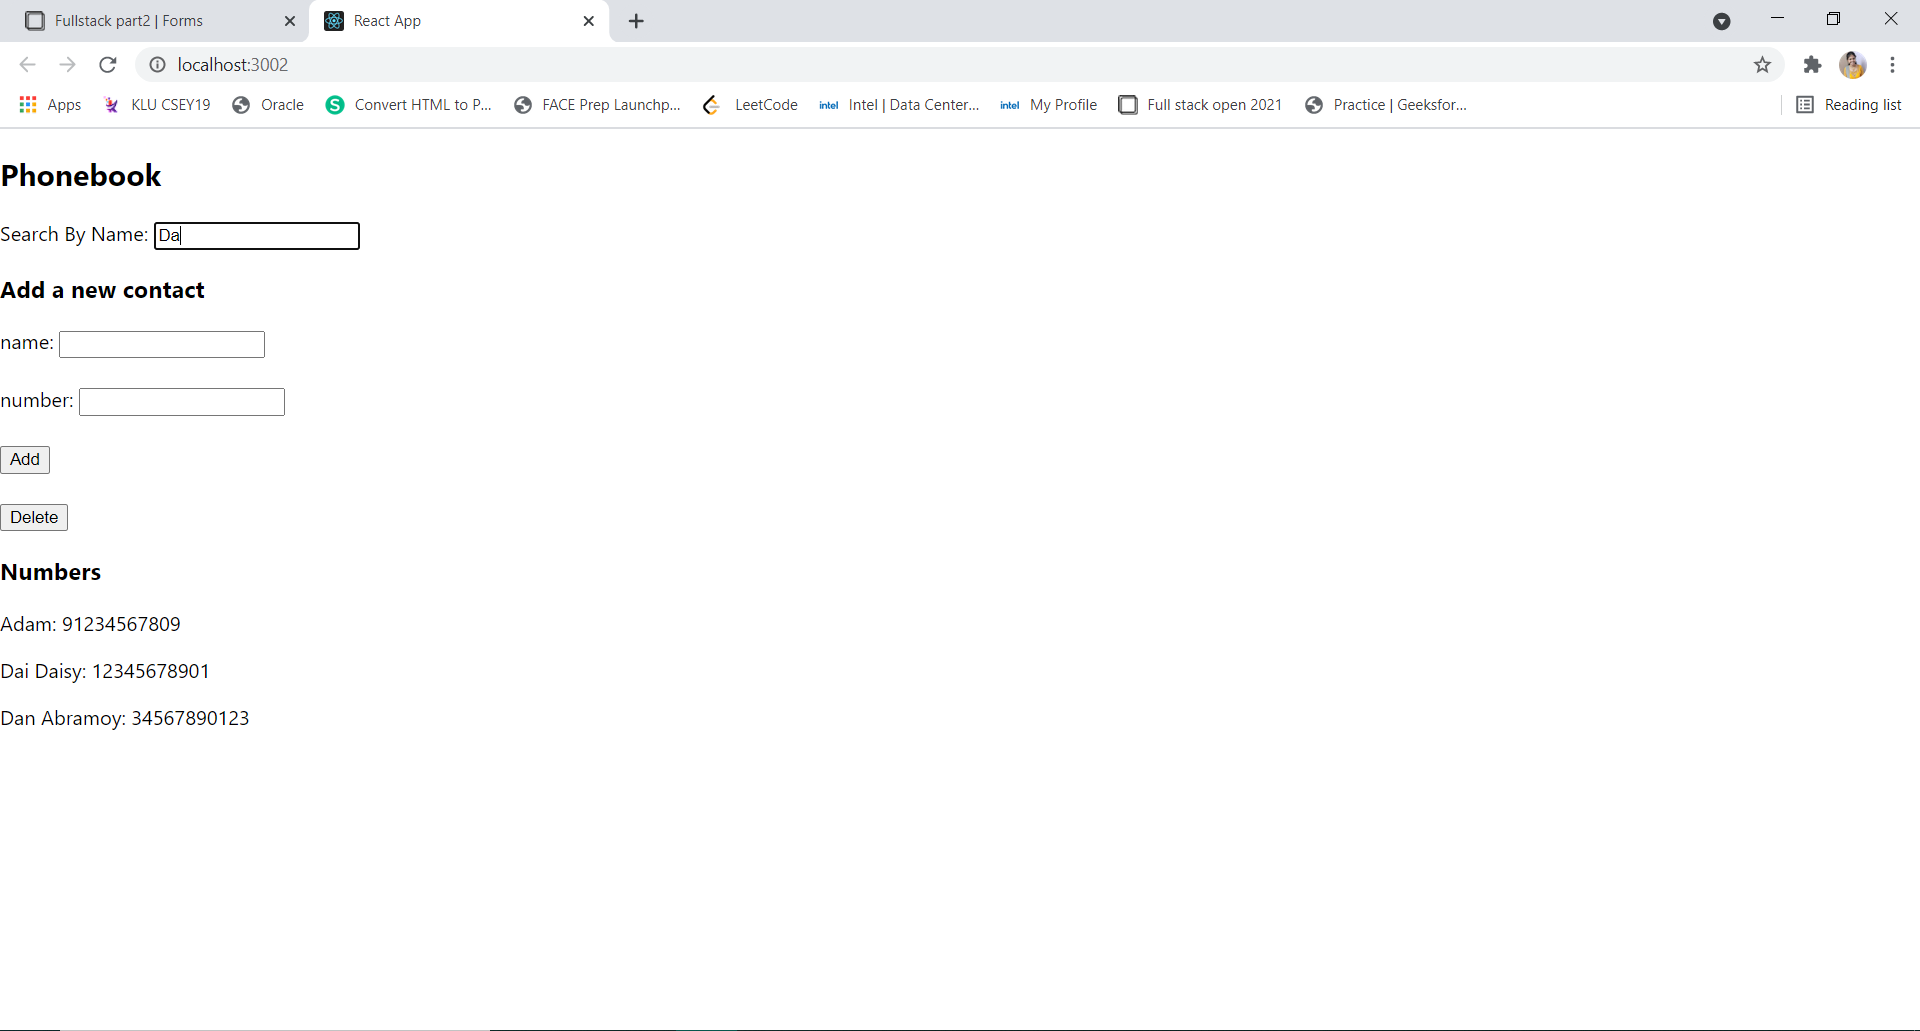 Fullstack part2 | Forms
React App
localhost:3002
Apps
KLU CSEY19
Oracle
S
Convert HTML to P...
FACE Prep Launchp...
LeetCode
intel
Intel | Data Center...
intel
My Profile
Full stack open 2021
Practice | Geeksfor...
Reading list
Phonebook
Search By Name: Da
Add a new contact
name:
number:
Add
Delete
Numbers
Adam: 91234567809
Dai Daisy: 12345678901
Dan Abramoy: 34567890123